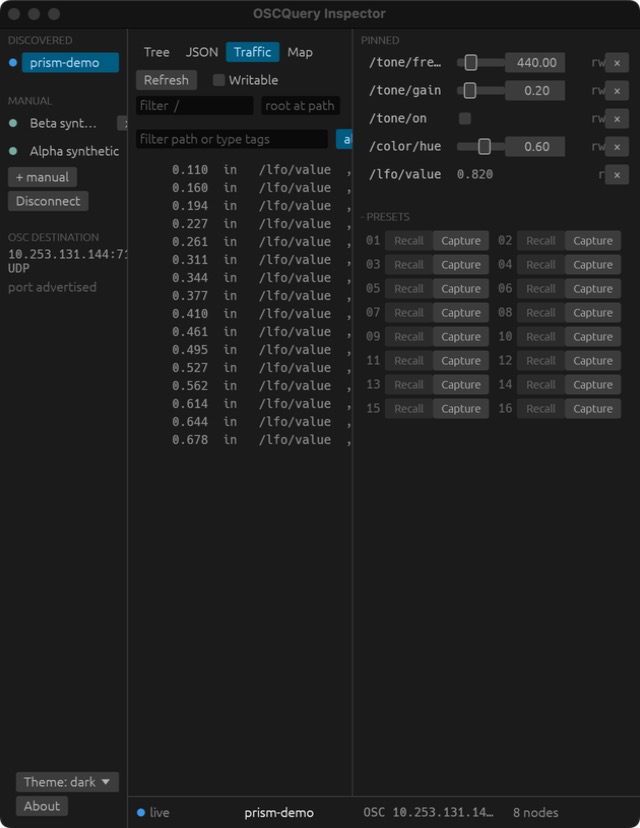 OSCQuery Inspector
DISCOVERED
prism-demo
MANUAL
Beta synt… ×
Alpha synthetic
+ manual
Disconnect
OSC DESTINATION
10.253.131.144:71
UDP
port advertised
Theme: dark
About
Tree JSON Traffic Map
Refresh Writable
filter / root at path
filter path or type tags
0.110 in /lfo/value ,
0.160 in /lfo/value ,
0.194 in /lfo/value ,
0.227 in /lfo/value ,
0.261 in /lfo/value ,
0.311 in /lfo/value ,
0.344 in /lfo/value ,
0.377 in /lfo/value ,
0.410 in /lfo/value ,
0.461 in /lfo/value ,
0.495 in /lfo/value ,
0.527 in /lfo/value ,
0.562 in /lfo/value ,
0.614 in /lfo/value ,
0.644 in /lfo/value ,
0.678 in /lfo/value ,
PINNED
/tone/fre… 440.00 rw ×
/tone/gain 0.20 rw ×
/tone/on rw ×
/color/hue 0.60 rw ×
/lfo/value 0.820 r ×
- PRESETS
01 Recall Capture 02 Recall Capture
03 Recall Capture 04 Recall Capture
05 Recall Capture 06 Recall Capture
07 Recall Capture 08 Recall Capture
09 Recall Capture 10 Recall Capture
11 Recall Capture 12 Recall Capture
13 Recall Capture 14 Recall Capture
15 Recall Capture 16 Recall Capture
live prism-demo OSC 10.253.131.14… 8 nodes